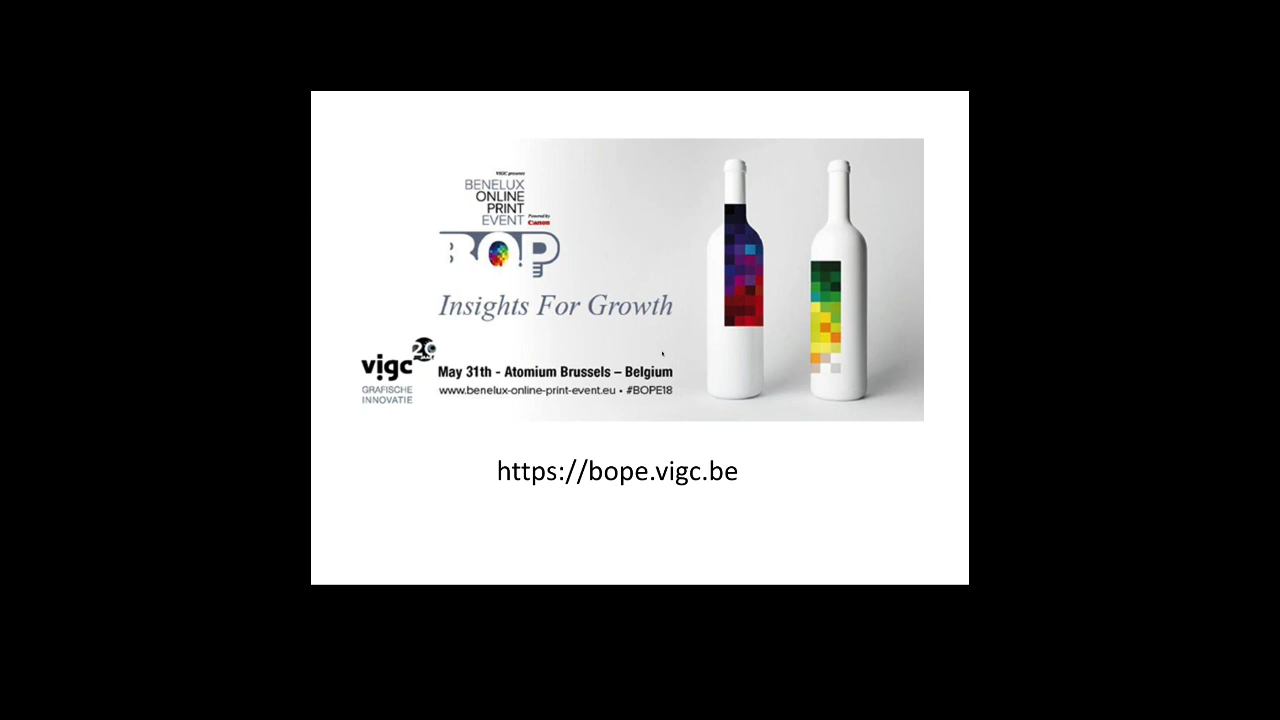 VIGC presents
BENELUX
ONLINE
PRINT
EVENT
Powered by
Canon
BOP
Insights For Growth
vigc
20
GRAFISCHE
INNOVATIE
May 31th - Atomium Brussels – Belgium
www.benelux-online-print-event.eu • #BOPE18
https://bope.vigc.be